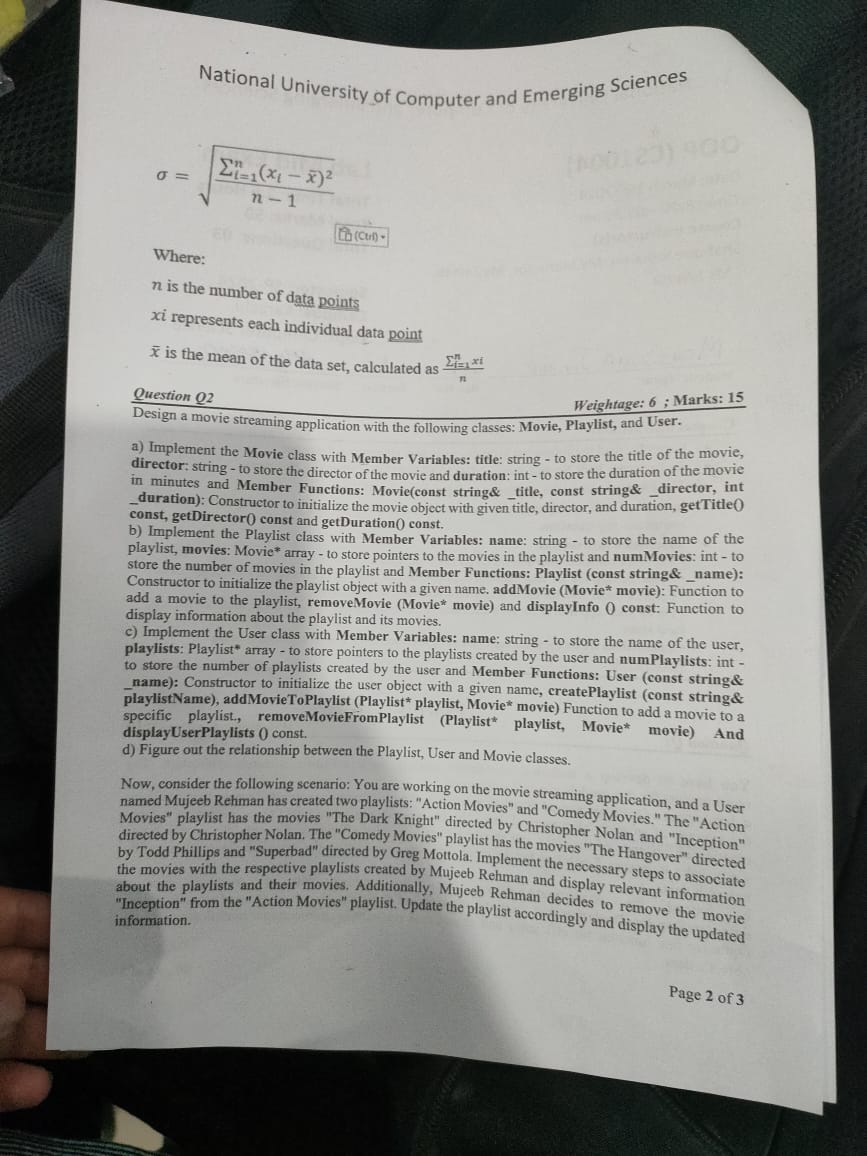 National University of Computer and Emerging Sciences
σ = √(∑ⁿᵢ₌₁(xᵢ − x̄)² / (n − 1))
(Ctrl)
Where:
n is the number of data points
xi represents each individual data point
x̄ is the mean of the data set, calculated as ∑ⁿᵢ₌₁ xi / n
Question Q2 Weightage: 6 ; Marks: 15
Design a movie streaming application with the following classes: Movie, Playlist, and User.
a) Implement the Movie class with Member Variables: title: string - to store the title of the movie,
director: string - to store the director of the movie and duration: int - to store the duration of the movie
in minutes and Member Functions: Movie(const string& _title, const string& _director, int
_duration): Constructor to initialize the movie object with given title, director, and duration, getTitle()
const, getDirector() const and getDuration() const.
b) Implement the Playlist class with Member Variables: name: string - to store the name of the
playlist, movies: Movie* array - to store pointers to the movies in the playlist and numMovies: int - to
store the number of movies in the playlist and Member Functions: Playlist (const string& _name):
Constructor to initialize the playlist object with a given name. addMovie (Movie* movie): Function to
add a movie to the playlist, removeMovie (Movie* movie) and displayInfo () const: Function to
display information about the playlist and its movies.
c) Implement the User class with Member Variables: name: string - to store the name of the user,
playlists: Playlist* array - to store pointers to the playlists created by the user and numPlaylists: int -
to store the number of playlists created by the user and Member Functions: User (const string&
_name): Constructor to initialize the user object with a given name, createPlaylist (const string&
playlistName), addMovieToPlaylist (Playlist* playlist, Movie* movie) Function to add a movie to a
specific playlist., removeMovieFromPlaylist (Playlist* playlist, Movie* movie) And
displayUserPlaylists () const.
d) Figure out the relationship between the Playlist, User and Movie classes.
Now, consider the following scenario: You are working on the movie streaming application, and a User
named Mujeeb Rehman has created two playlists: "Action Movies" and "Comedy Movies." The "Action
Movies" playlist has the movies "The Dark Knight" directed by Christopher Nolan and "Inception"
directed by Christopher Nolan. The "Comedy Movies" playlist has the movies "The Hangover" directed
by Todd Phillips and "Superbad" directed by Greg Mottola. Implement the necessary steps to associate
the movies with the respective playlists created by Mujeeb Rehman and display relevant information
about the playlists and their movies. Additionally, Mujeeb Rehman decides to remove the movie
"Inception" from the "Action Movies" playlist. Update the playlist accordingly and display the updated
information.
Page 2 of 3